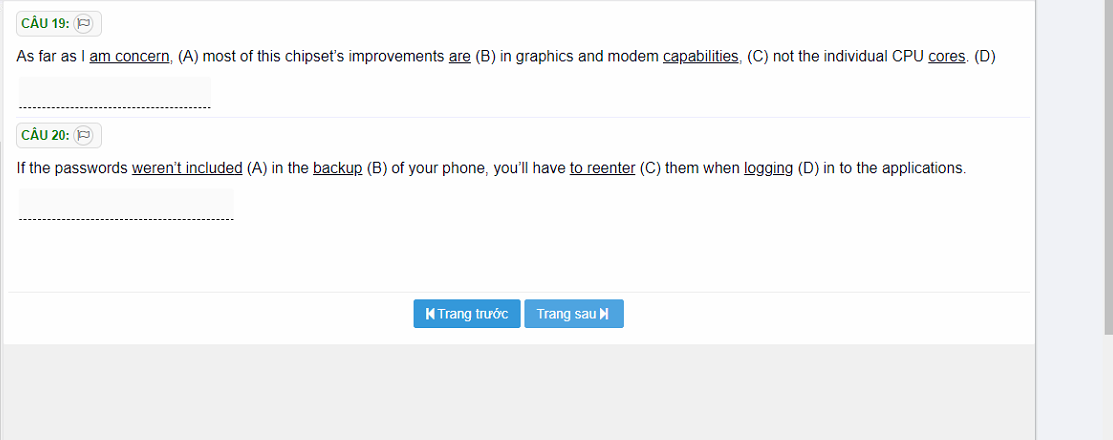 CÂU 19:
As far as I am concern, (A) most of this chipset's improvements are (B) in graphics and modem capabilities, (C) not the individual CPU cores. (D)
CÂU 20:
If the passwords weren't included (A) in the backup (B) of your phone, you'll have to reenter (C) them when logging (D) in to the applications.
Trang trước Trang sau